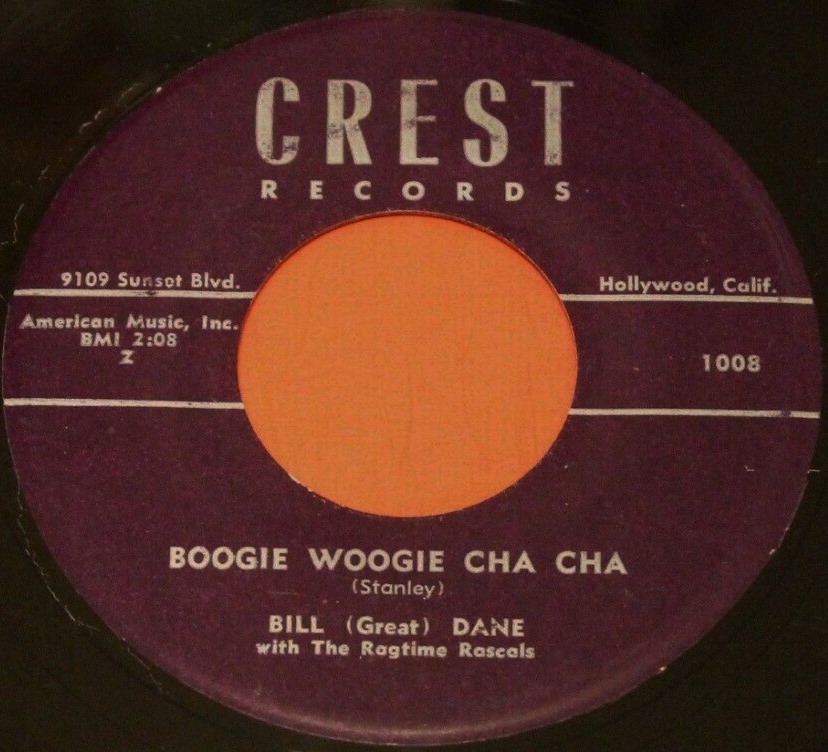 CREST
RECORDS
9109 Sunset Blvd.
Hollywood, Calif.
American Music, Inc.
BMI 2:08
Z
1008
BOOGIE WOOGIE CHA CHA
(Stanley)
BILL (Great) DANE
with The Ragtime Rascals